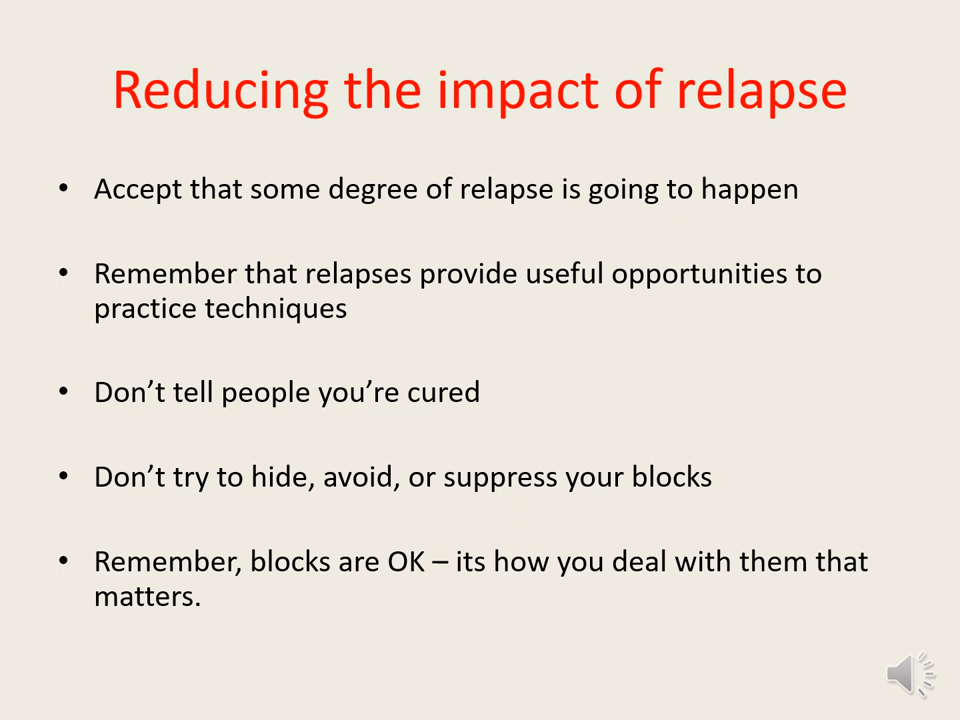 Reducing the impact of relapse
• Accept that some degree of relapse is going to happen
• Remember that relapses provide useful opportunities to
practice techniques
• Don’t tell people you’re cured
• Don’t try to hide, avoid, or suppress your blocks
• Remember, blocks are OK – its how you deal with them that
matters.